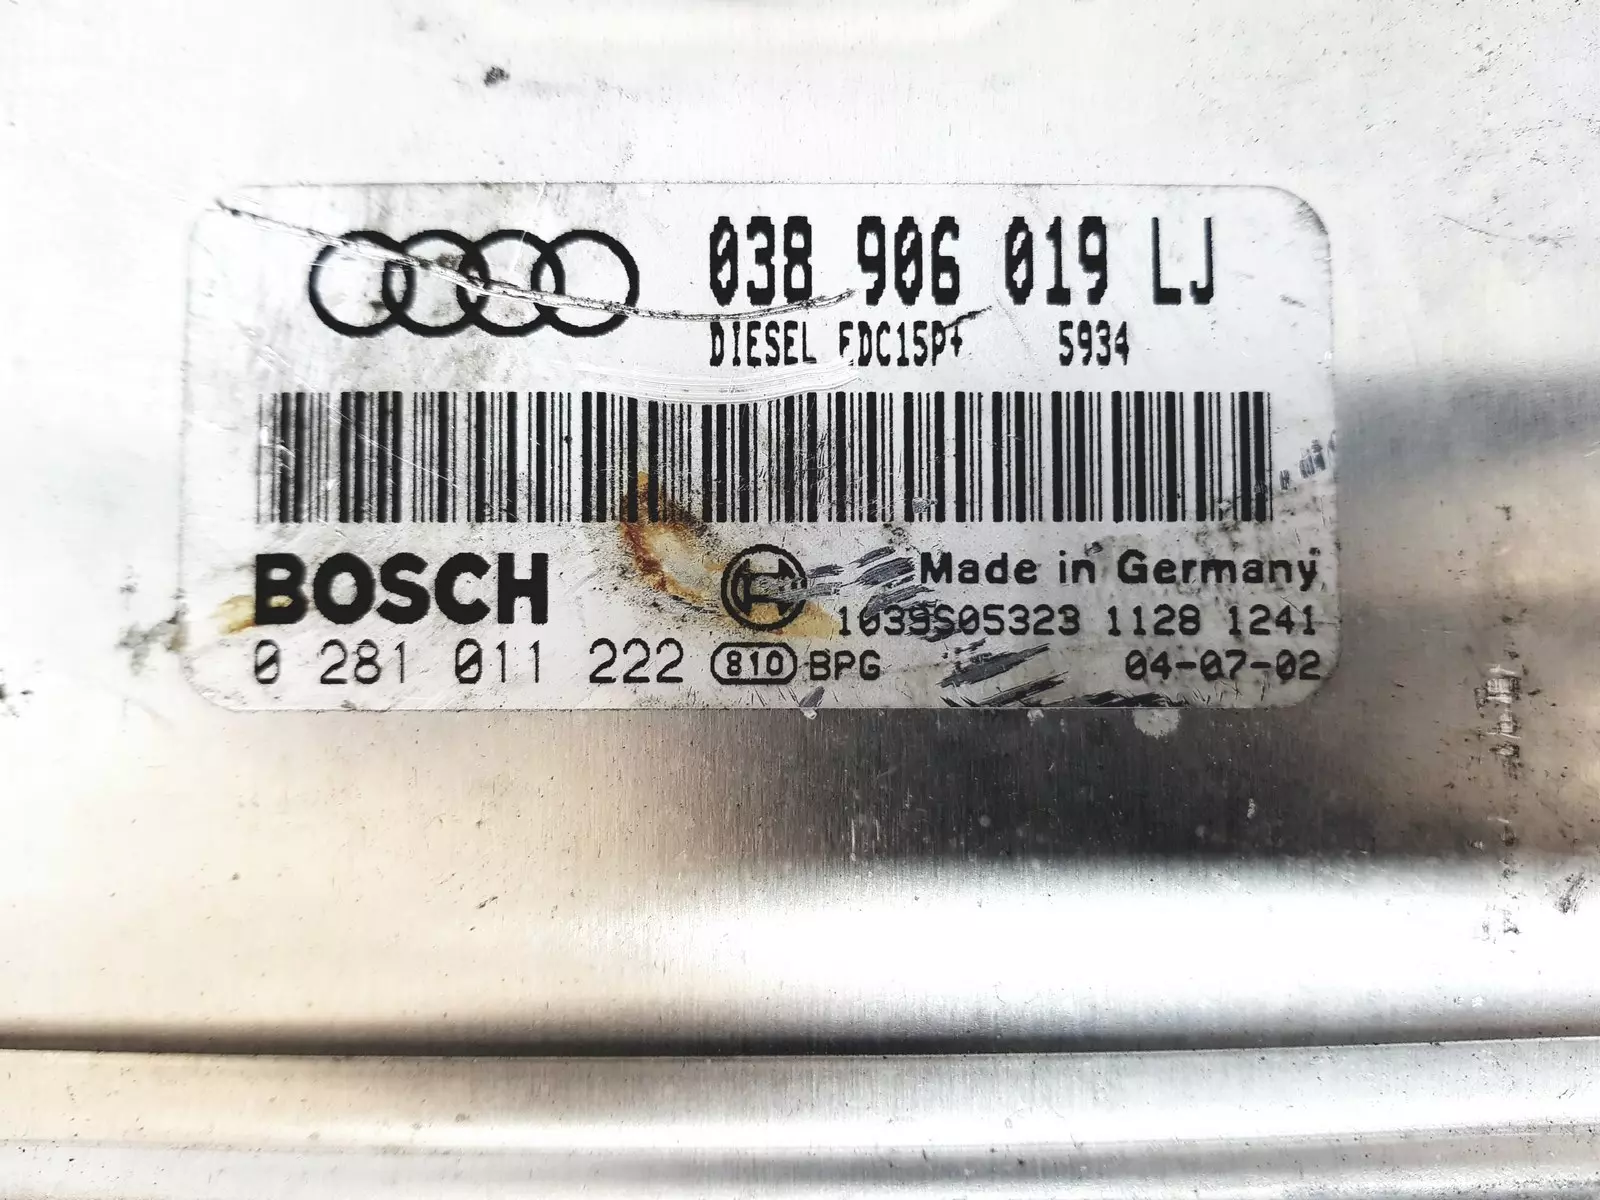 038 906 019 LJ
DIESEL EDC15P+ 5934
BOSCH
Made in Germany
1039S05323 1128 1241
0 281 011 222 810 BPG 04-07-02